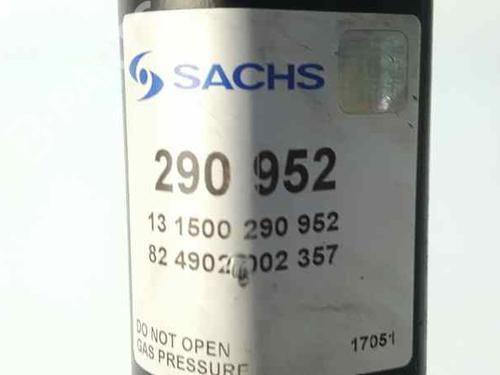 SACHS
290 952
13 1500 290 952
82 4902 002 357
DO NOT OPEN
GAS PRESSURE
17051